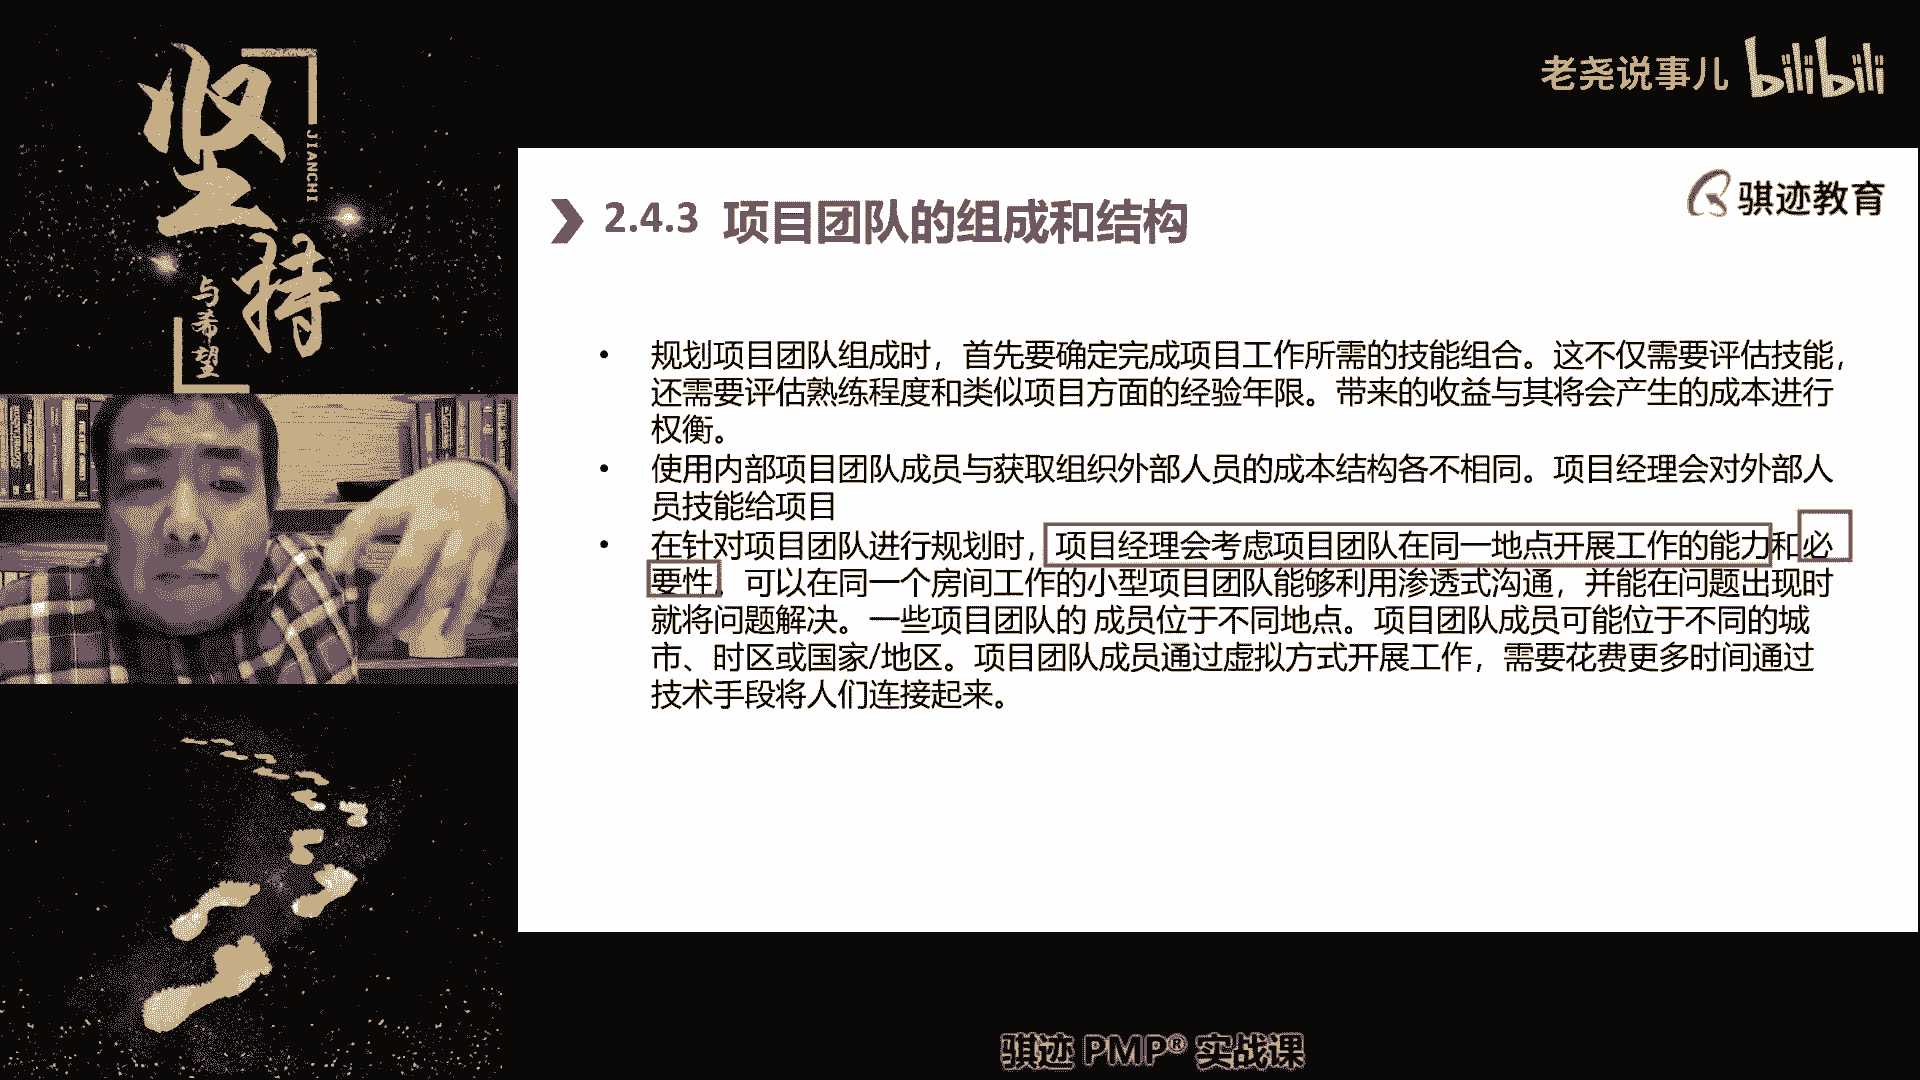 坚持
JIANCHI
与希望
老尧说事儿 bilibili
骐迹教育
2.4.3 项目团队的组成和结构
• 规划项目团队组成时，首先要确定完成项目工作所需的技能组合。这不仅需要评估技能，
还需要评估熟练程度和类似项目方面的经验年限。带来的收益与其将会产生的成本进行
权衡。
• 使用内部项目团队成员与获取组织外部人员的成本结构各不相同。项目经理会对外部人
员技能给项目
• 在针对项目团队进行规划时，项目经理会考虑项目团队在同一地点开展工作的能力和必
要性。可以在同一个房间工作的小型项目团队能够利用渗透式沟通，并能在问题出现时
就将问题解决。一些项目团队的 成员位于不同地点。项目团队成员可能位于不同的城
市、时区或国家/地区。项目团队成员通过虚拟方式开展工作，需要花费更多时间通过
技术手段将人们连接起来。
骐迹 PMP® 实战课